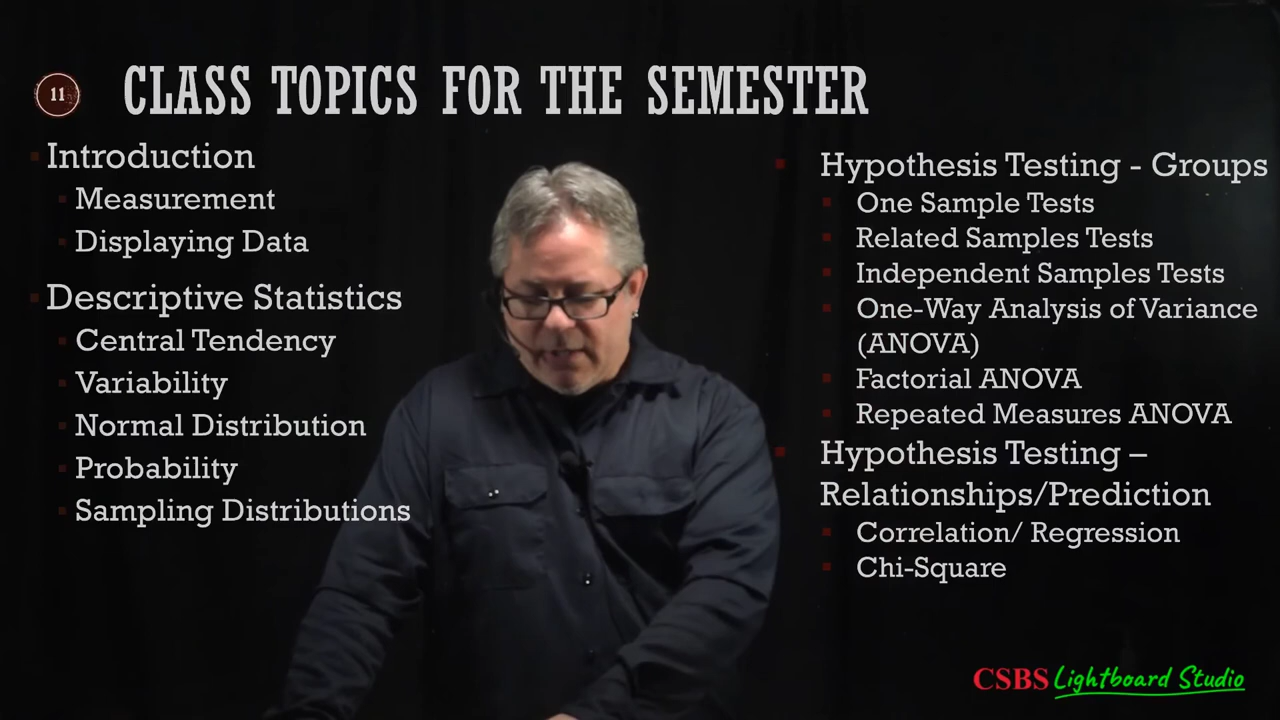 11
CLASS TOPICS FOR THE SEMESTER
Introduction
Measurement
Displaying Data
Descriptive Statistics
Central Tendency
Variability
Normal Distribution
Probability
Sampling Distributions
Hypothesis Testing - Groups
One Sample Tests
Related Samples Tests
Independent Samples Tests
One-Way Analysis of Variance
(ANOVA)
Factorial ANOVA
Repeated Measures ANOVA
Hypothesis Testing –
Relationships/Prediction
Correlation/ Regression
Chi-Square
CSBS Lightboard Studio